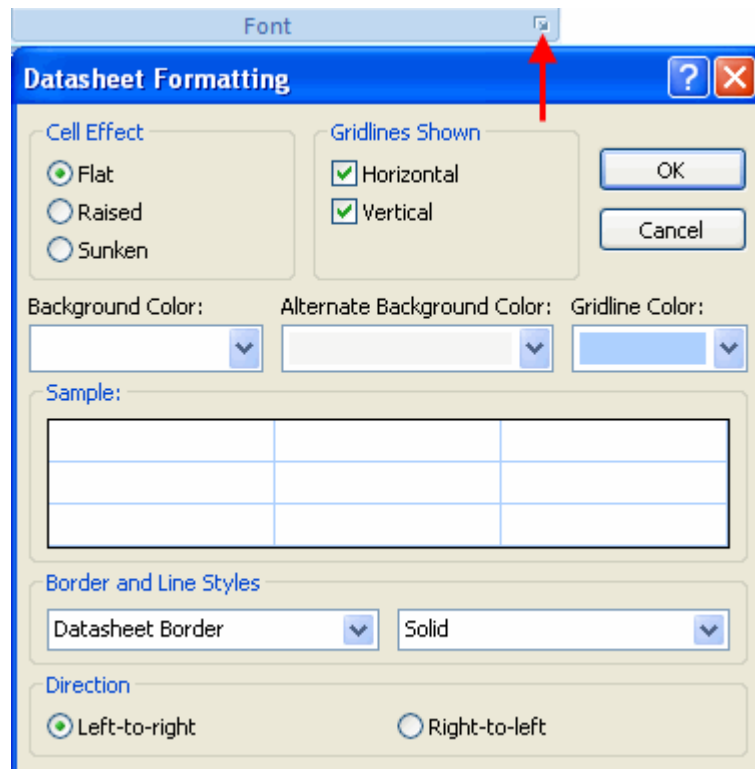 Font
Datasheet Formatting
Cell Effect
Flat
Raised
Sunken
Gridlines Shown
Horizontal
Vertical
OK
Cancel
Background Color:
Alternate Background Color:
Gridline Color:
Sample:
Border and Line Styles
Datasheet Border
Solid
Direction
Left-to-right
Right-to-left